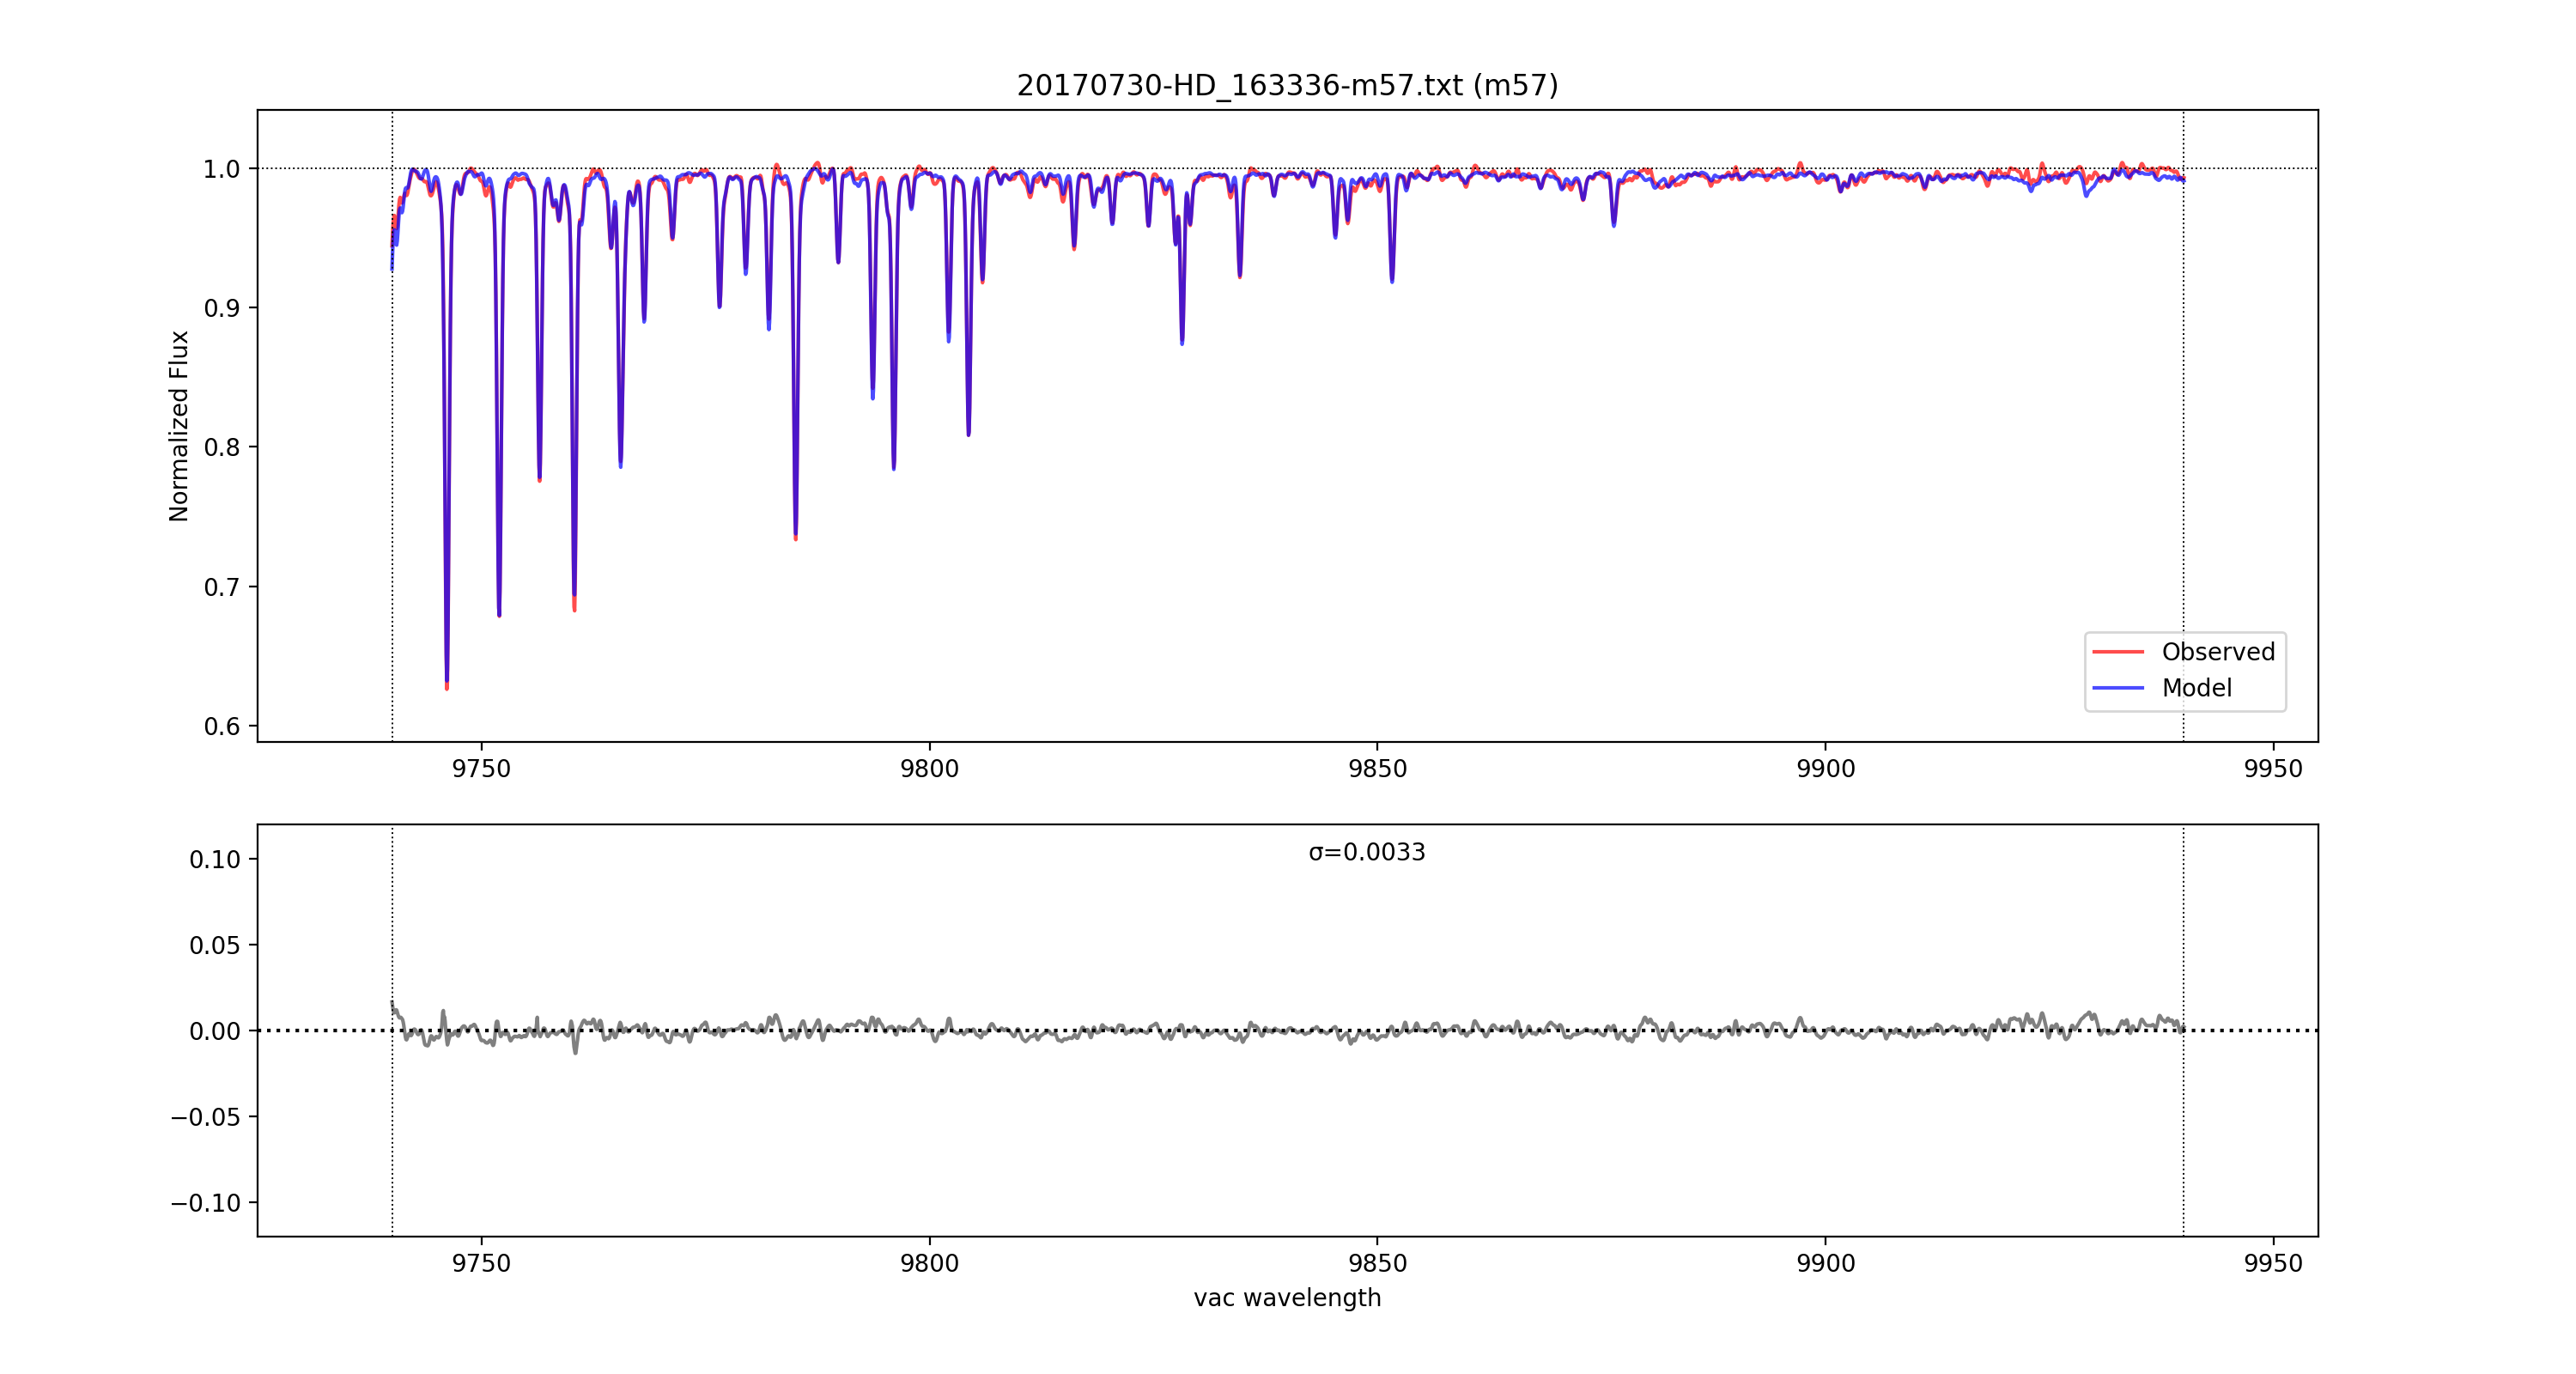 20170730-HD_163336-m57.txt (m57)
1.0
0.9
0.8
0.7
0.6
Normalized Flux
Observed
Model
9750 9800 9850 9900 9950
σ=0.0033
0.10
0.05
0.00
−0.05
−0.10
9750 9800 9850 9900 9950
vac wavelength